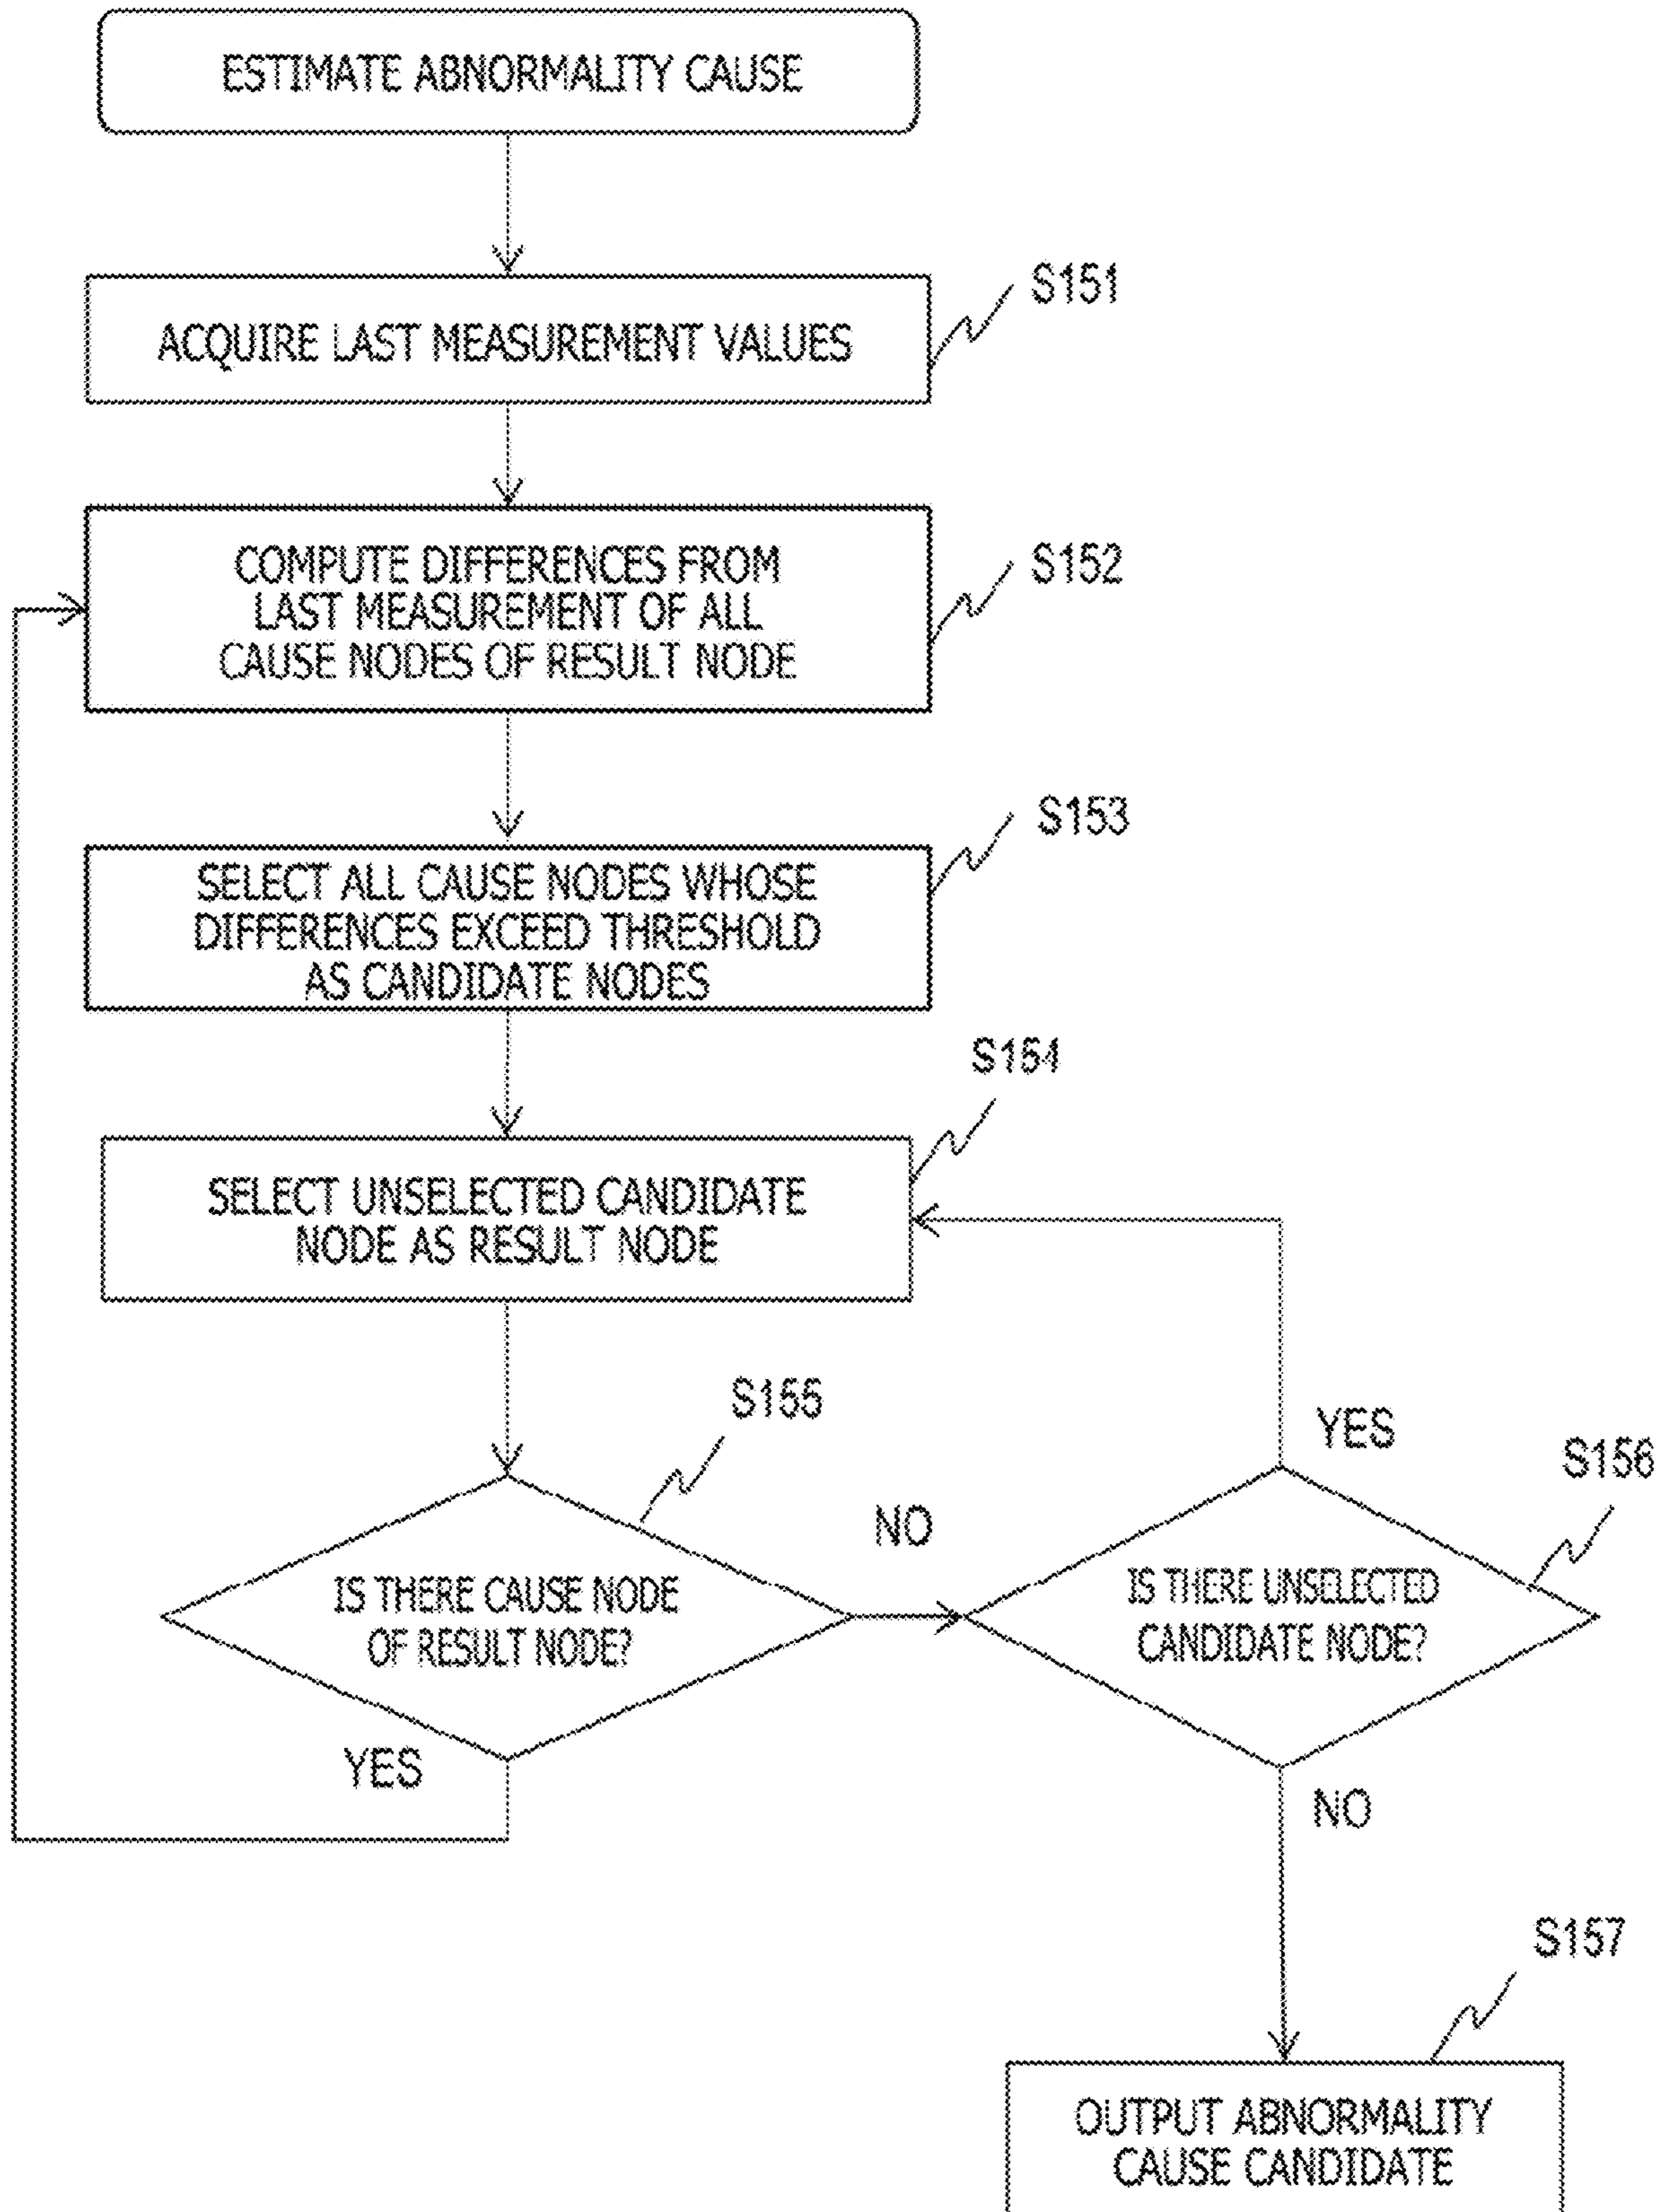 ESTIMATE ABNORMALITY CAUSE
S151
ACQUIRE LAST MEASUREMENT VALUES
S152
COMPUTE DIFFERENCES FROM
LAST MEASUREMENT OF ALL
CAUSE NODES OF RESULT NODE
S153
SELECT ALL CAUSE NODES WHOSE
DIFFERENCES EXCEED THRESHOLD
AS CANDIDATE NODES
S154
SELECT UNSELECTED CANDIDATE
NODE AS RESULT NODE
S155
IS THERE CAUSE NODE
OF RESULT NODE?
NO
YES
YES
S156
IS THERE UNSELECTED
CANDIDATE NODE?
NO
S157
OUTPUT ABNORMALITY
CAUSE CANDIDATE